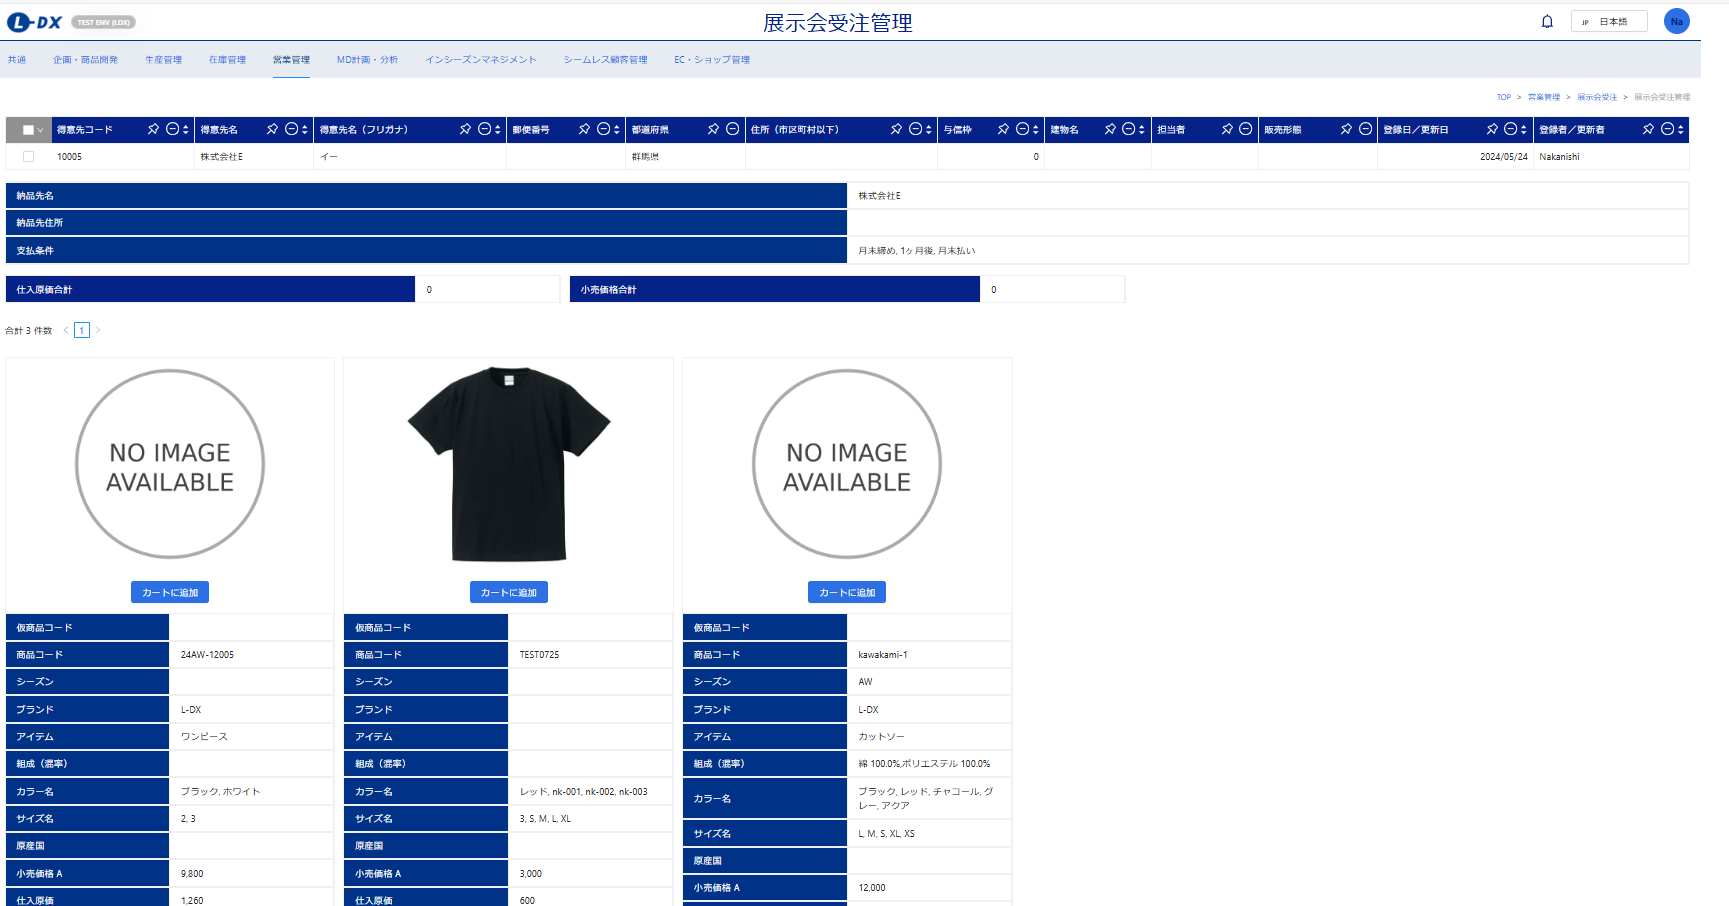 L-DX TEST ENV (LDX) 展示会受注管理 JP 日本語 Na
共通 企画・商品開発 生産管理 在庫管理 営業管理 MD計画・分析 インシーズンマネジメント シームレス顧客管理 EC・ショップ管理
TOP > 営業管理 > 展示会受注 > 展示会受注管理
得意先コード 得意先名 得意先名（フリガナ） 郵便番号 都道府県 住所（市区町村以下） 与信枠 建物名 担当者 販売形態 登録日／更新日 登録者／更新者
10005 株式会社E イー 群馬県 0 2024/05/24 Nakanishi
納品先名 株式会社E
納品先住所
支払条件 月末締め, 1ヶ月後, 月末払い
仕入原価合計 0 小売価格合計 0
合計 3 件数 < 1 >
NO IMAGE
AVAILABLE
カートに追加
仮商品コード
商品コード 24AW-12005
シーズン
ブランド L-DX
アイテム ワンピース
組成（混率）
カラー名 ブラック, ホワイト
サイズ名 2, 3
原産国
小売価格 A 9,800
仕入原価 1,260
カートに追加
仮商品コード
商品コード TEST0725
シーズン
ブランド
アイテム
組成（混率）
カラー名 レッド, nk-001, nk-002, nk-003
サイズ名 3, S, M, L, XL
原産国
小売価格 A 3,000
仕入原価 600
NO IMAGE
AVAILABLE
カートに追加
仮商品コード
商品コード kawakami-1
シーズン AW
ブランド L-DX
アイテム カットソー
組成（混率） 綿 100.0%,ポリエステル 100.0%
カラー名 ブラック, レッド, チャコール, グ
レー, アクア
サイズ名 L, M, S, XL, XS
原産国
小売価格 A 12,000